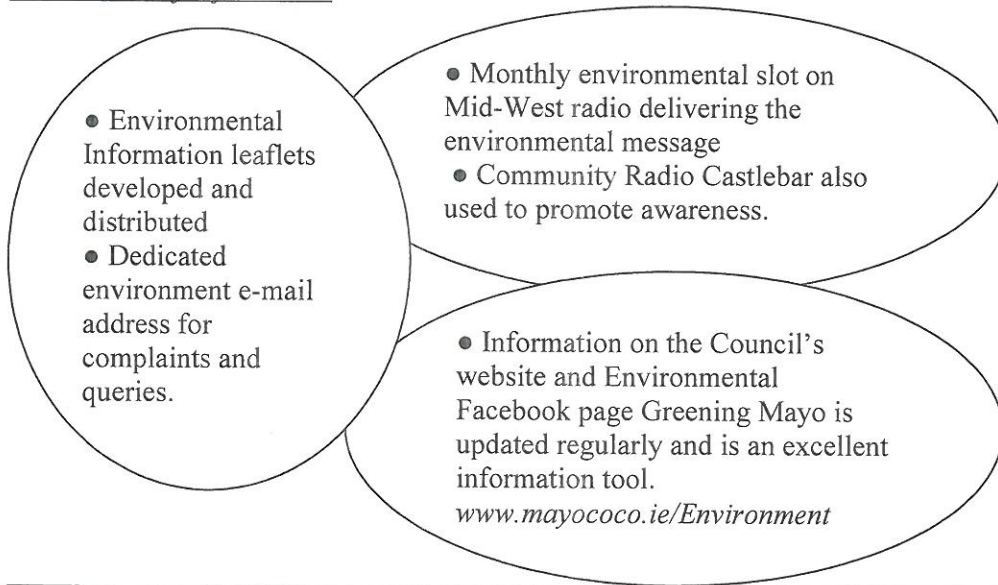 ● Environmental
Information leaflets
developed and
distributed
● Dedicated
environment e-mail
address for
complaints and
queries.
● Monthly environmental slot on
Mid-West radio delivering the
environmental message
● Community Radio Castlebar also
used to promote awareness.
● Information on the Council's
website and Environmental
Facebook page Greening Mayo is
updated regularly and is an excellent
information tool.
www.mayococo.ie/Environment